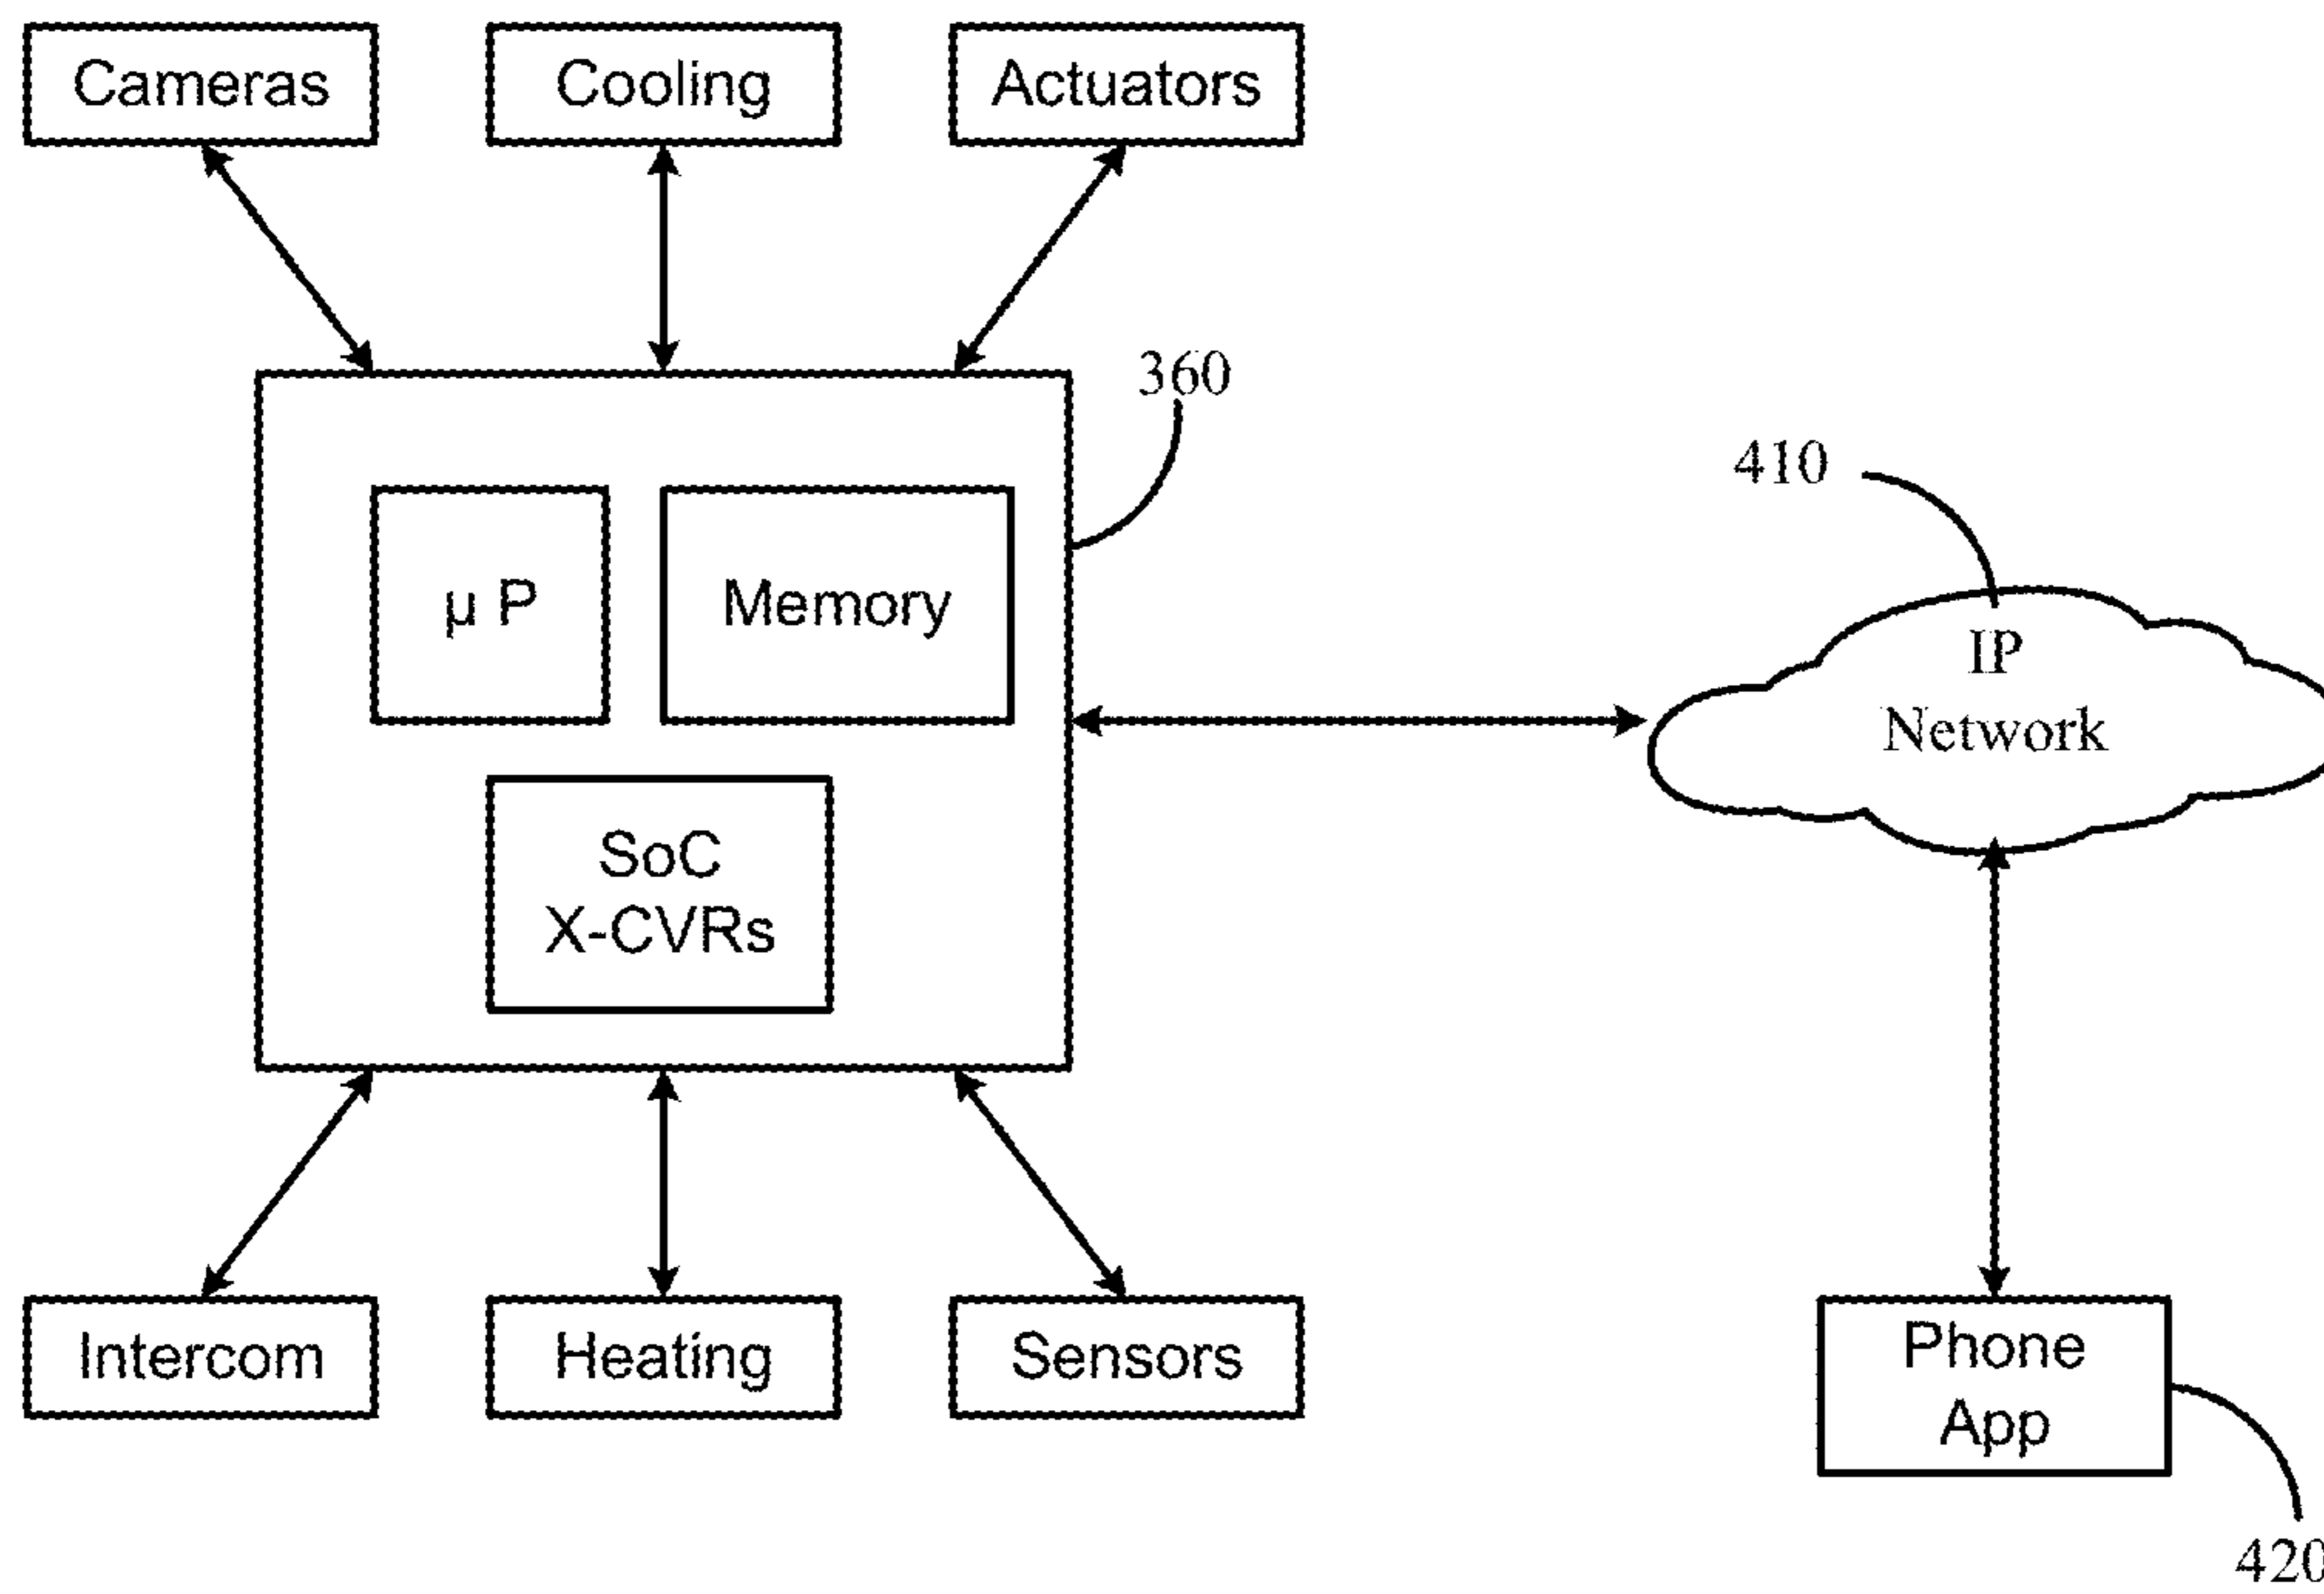 Cameras
Cooling
Actuators
360
410
µ P
Memory
IP
Network
SoC
X-CVRs
Intercom
Heating
Sensors
Phone
App
420